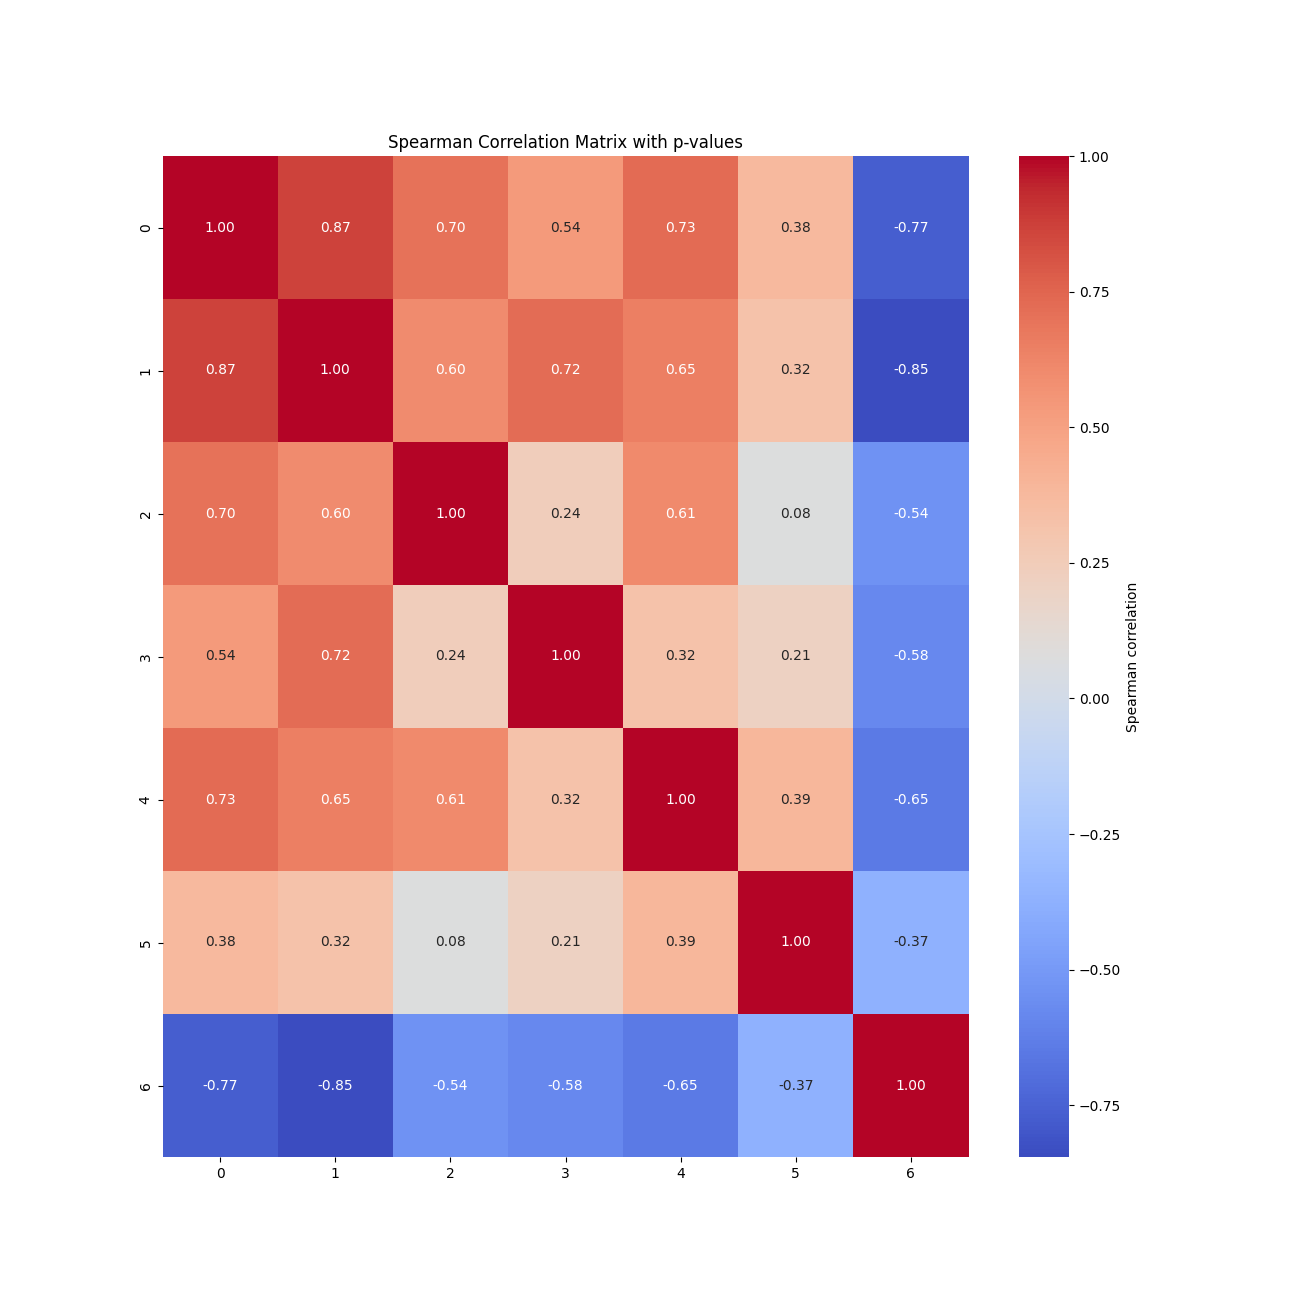 Spearman Correlation Matrix with p-values
0 1.00 0.87 0.70 0.54 0.73 0.38 -0.77
1 0.87 1.00 0.60 0.72 0.65 0.32 -0.85
2 0.70 0.60 1.00 0.24 0.61 0.08 -0.54
3 0.54 0.72 0.24 1.00 0.32 0.21 -0.58
4 0.73 0.65 0.61 0.32 1.00 0.39 -0.65
5 0.38 0.32 0.08 0.21 0.39 1.00 -0.37
6 -0.77 -0.85 -0.54 -0.58 -0.65 -0.37 1.00
0 1 2 3 4 5 6
1.00
0.75
0.50
0.25
0.00
−0.25
−0.50
−0.75
Spearman correlation